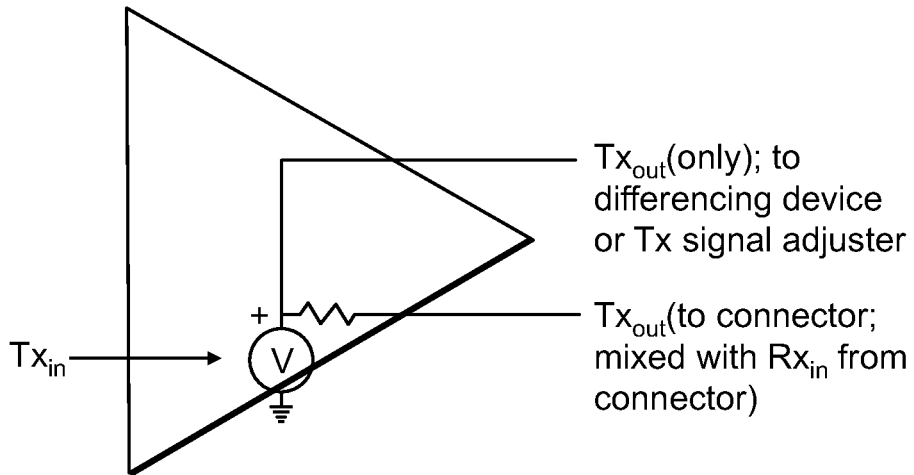 Tx_out(only); to
differencing device
or Tx signal adjuster
+
Tx_out(to connector;
mixed with Rx_in from
connector)
Tx_in
V